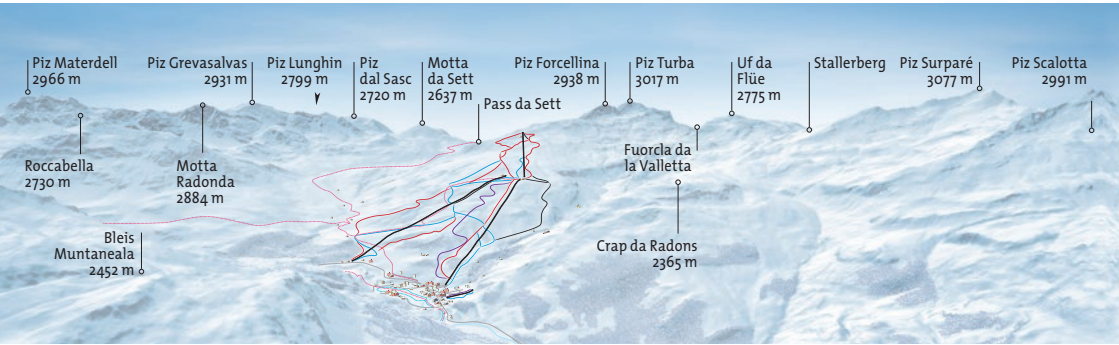 Piz Materdell
2966 m
Piz Grevasalvas
2931 m
Piz Lunghin
2799 m
Piz
dal Sasc
2720 m
Motta
da Sett
2637 m
Pass da Sett
Piz Forcellina
2938 m
Piz Turba
3017 m
Uf da
Flüe
2775 m
Stallerberg
Piz Surparé
3077 m
Piz Scalotta
2991 m
Roccabella
2730 m
Motta
Radonda
2884 m
Fuorcla da
la Valletta
Bleis
Muntaneala
2452 m
Crap da Radons
2365 m